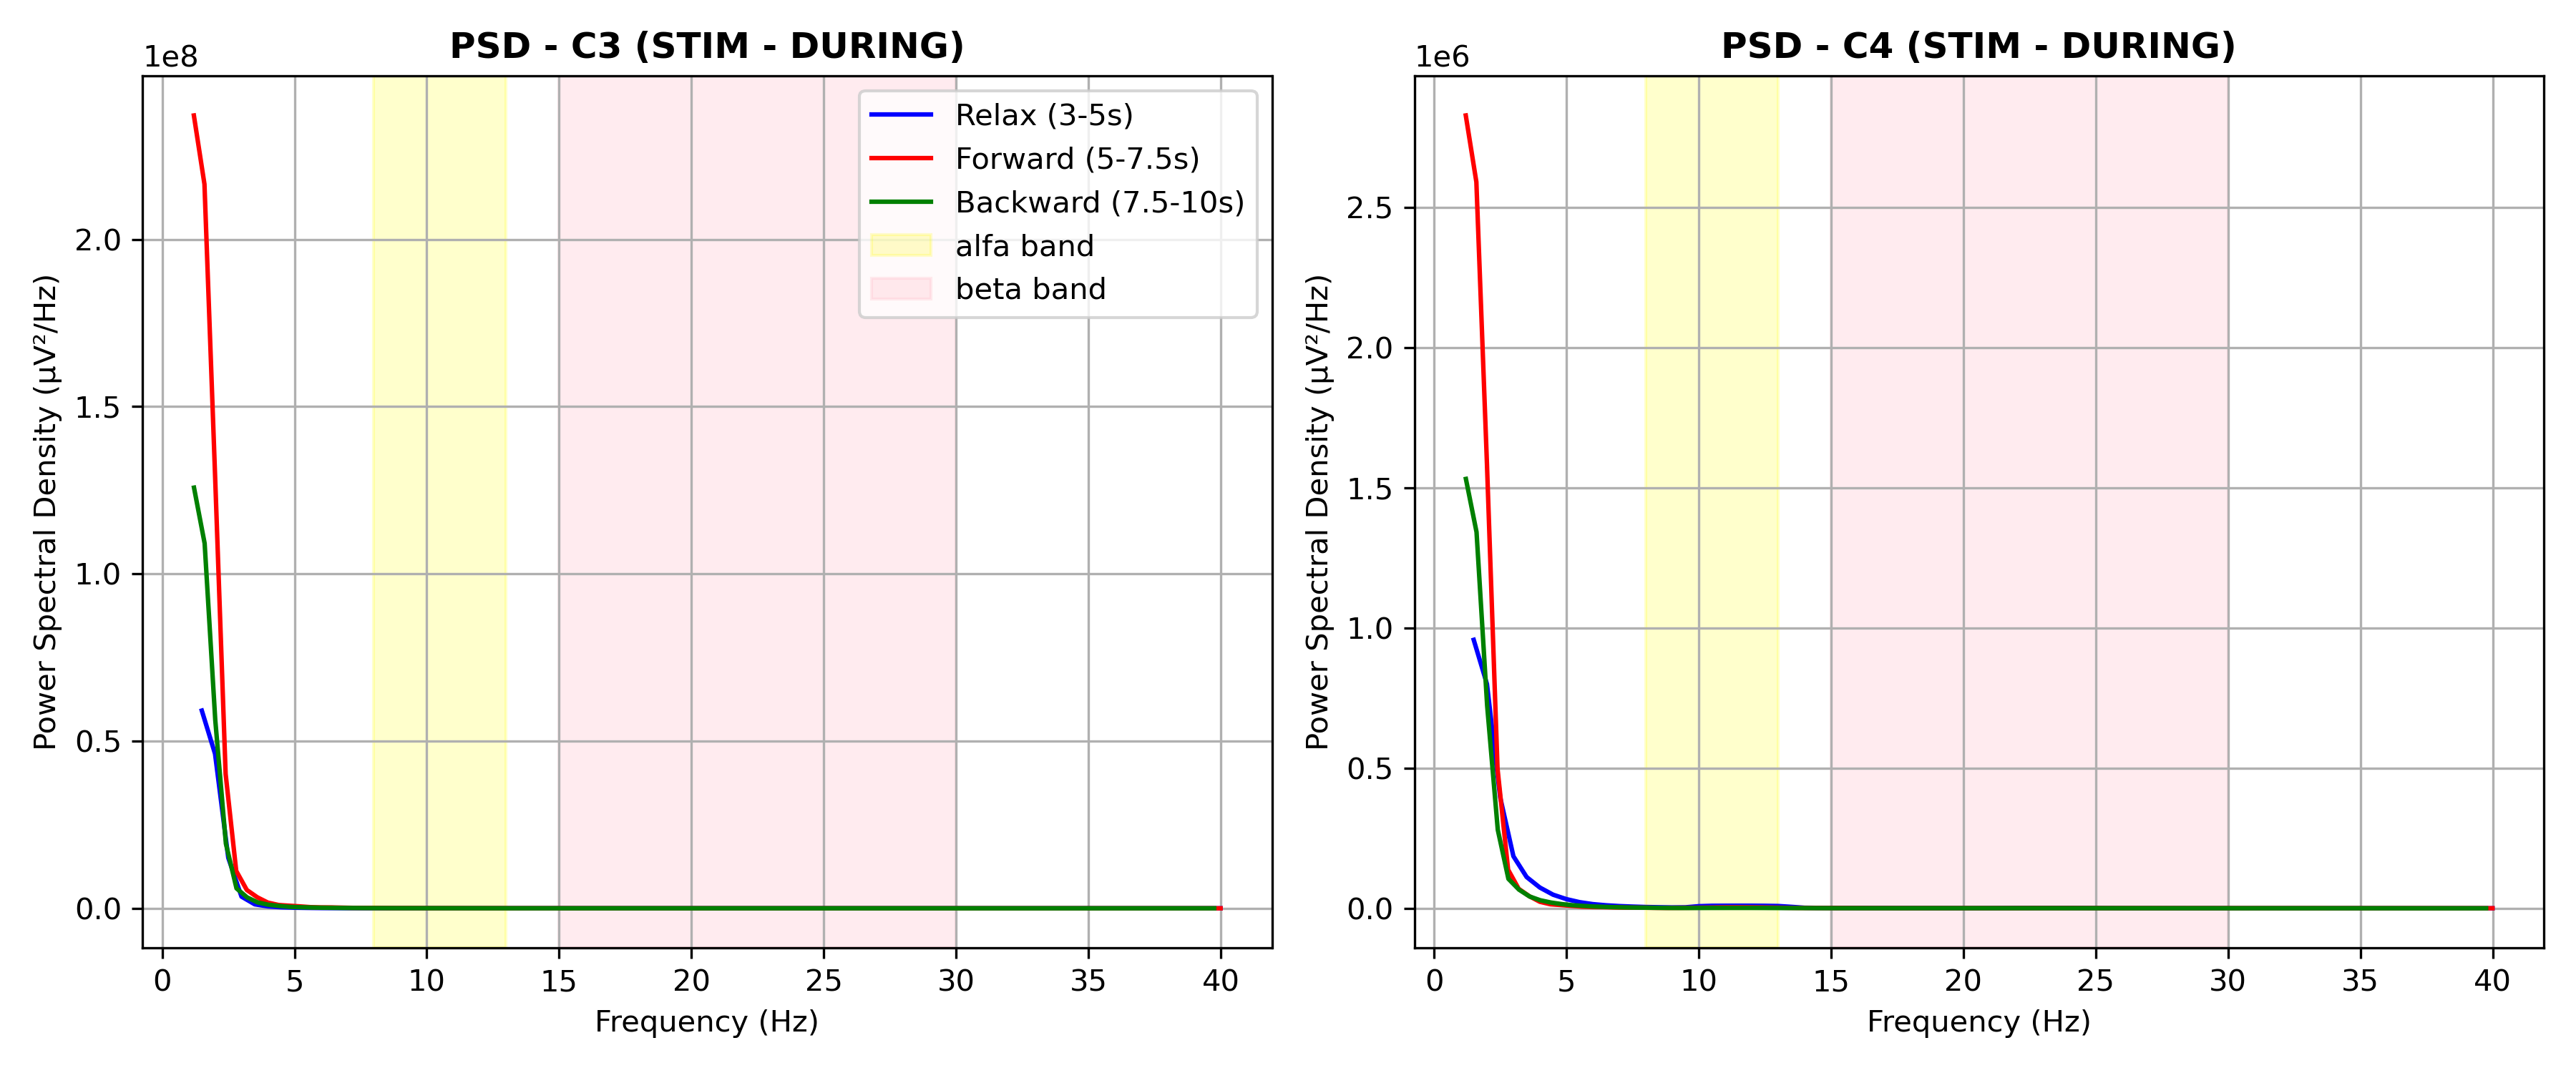 PSD - C3 (STIM - DURING)
1e8
Power Spectral Density (µV²/Hz)
2.0
1.5
1.0
0.5
0.0
0 5 10 15 20 25 30 35 40
Frequency (Hz)
Relax (3-5s)
Forward (5-7.5s)
Backward (7.5-10s)
alfa band
beta band
PSD - C4 (STIM - DURING)
1e6
Power Spectral Density (µV²/Hz)
2.5
2.0
1.5
1.0
0.5
0.0
0 5 10 15 20 25 30 35 40
Frequency (Hz)